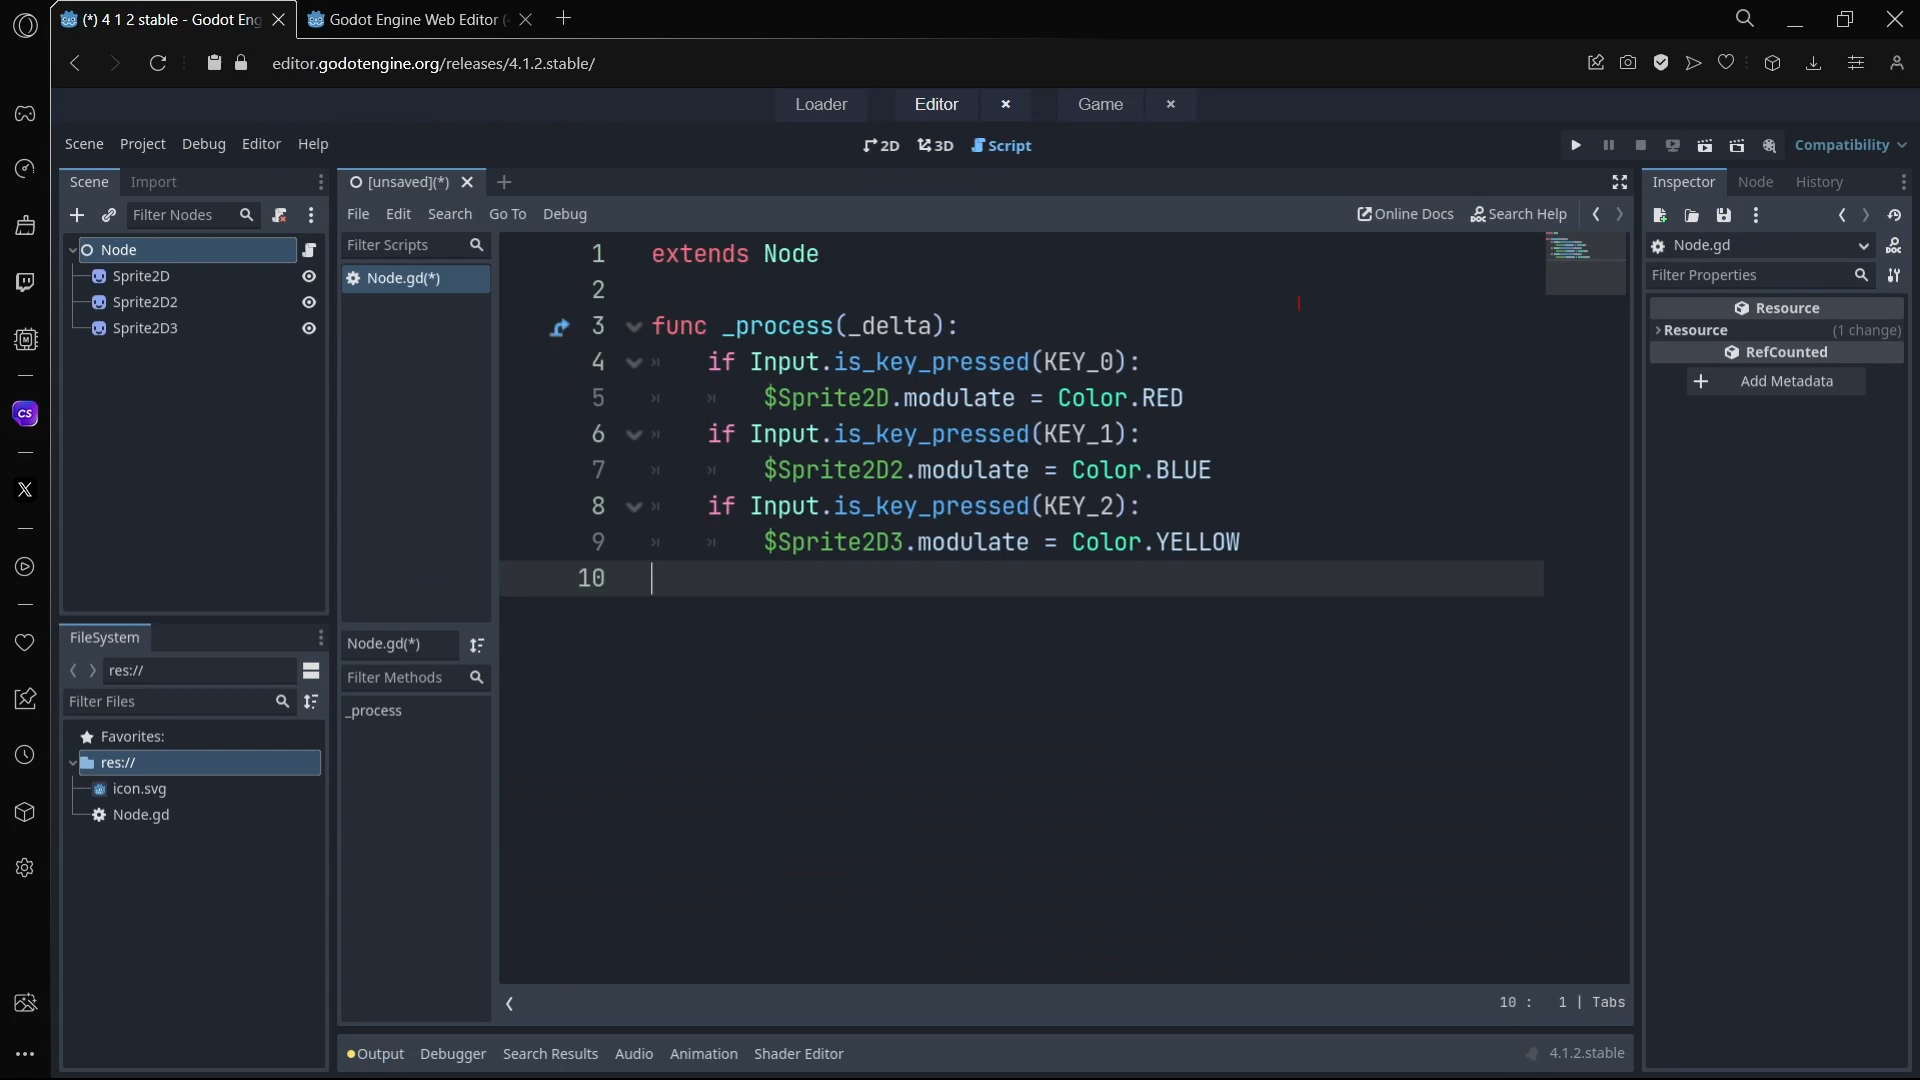 (*) 4 1 2 stable - Godot Eng
Godot Engine Web Editor (
editor.godotengine.org/releases/4.1.2.stable/
Loader
Editor
Game
Scene Project Debug Editor Help
2D 3D Script
Compatibility
Scene Import
Filter Nodes
Node
Sprite2D
Sprite2D2
Sprite2D3
FileSystem
res://
Filter Files
Favorites:
res://
icon.svg
Node.gd
[unsaved](*)
File Edit Search Go To Debug
Online Docs Search Help
Filter Scripts
Node.gd(*)
Node.gd(*)
Filter Methods
_process
1 extends Node
2
3 func _process(_delta):
4 if Input.is_key_pressed(KEY_0):
5 $Sprite2D.modulate = Color.RED
6 if Input.is_key_pressed(KEY_1):
7 $Sprite2D2.modulate = Color.BLUE
8 if Input.is_key_pressed(KEY_2):
9 $Sprite2D3.modulate = Color.YELLOW
10
10 : 1 | Tabs
Output Debugger Search Results Audio Animation Shader Editor
4.1.2.stable
Inspector Node History
Node.gd
Filter Properties
Resource
Resource (1 change)
RefCounted
Add Metadata
CS